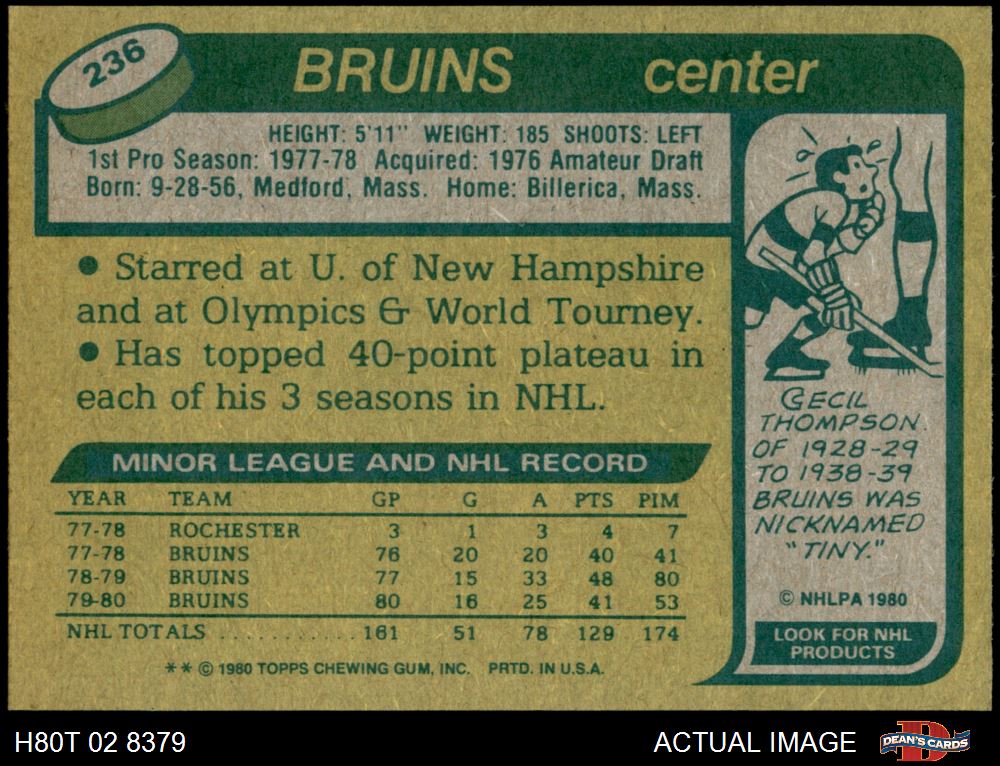 236
BRUINS center
HEIGHT: 5'11" WEIGHT: 185 SHOOTS: LEFT
1st Pro Season: 1977-78 Acquired: 1976 Amateur Draft
Born: 9-28-56, Medford, Mass. Home: Billerica, Mass.
● Starred at U. of New Hampshire
and at Olympics & World Tourney.
● Has topped 40-point plateau in
each of his 3 seasons in NHL.
MINOR LEAGUE AND NHL RECORD
YEAR TEAM GP G A PTS PIM
77-78 ROCHESTER 3 1 3 4 7
77-78 BRUINS 76 20 20 40 41
78-79 BRUINS 77 15 33 48 80
79-80 BRUINS 80 16 25 41 53
NHL TOTALS ............161 51 78 129 174
** © 1980 TOPPS CHEWING GUM, INC. PRTD. IN U.S.A.
CECIL
THOMPSON
OF 1928-29
TO 1938-39
BRUINS WAS
NICKNAMED
"TINY."
© NHLPA 1980
LOOK FOR NHL
PRODUCTS
H80T 02 8379
ACTUAL IMAGE
D
DEAN'S CARDS